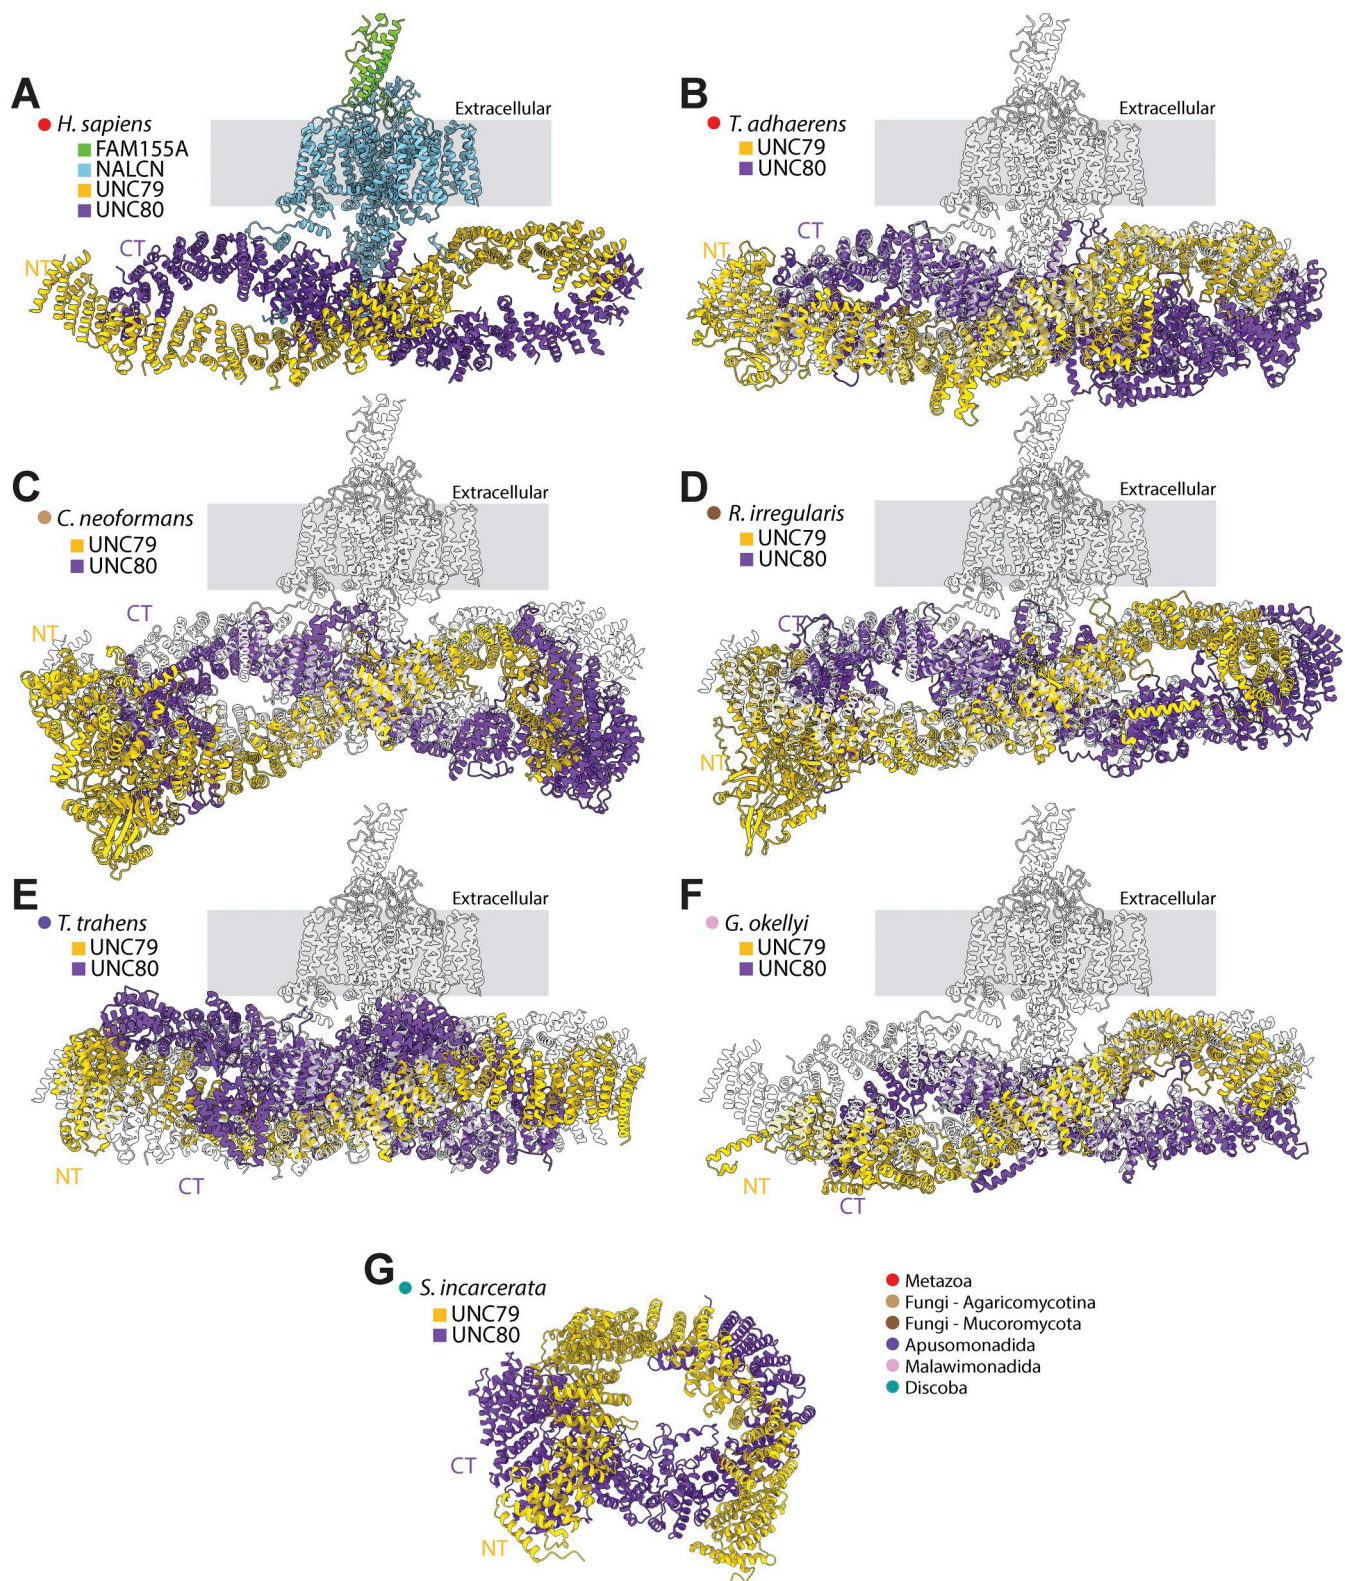 A
H. sapiens
FAM155A
NALCN
UNC79
UNC80
Extracellular
NT
CT
B
T. adhaerens
UNC79
UNC80
Extracellular
NT
CT
C
C. neoformans
UNC79
UNC80
Extracellular
NT
CT
D
R. irregularis
UNC79
UNC80
Extracellular
CT
NT
E
T. trahens
UNC79
UNC80
Extracellular
NT
CT
F
G. okellyi
UNC79
UNC80
Extracellular
NT
CT
G
S. incarcerata
UNC79
UNC80
CT
NT
Metazoa
Fungi - Agaricomycotina
Fungi - Mucoromycota
Apusomonadida
Malawimonadida
Discoba